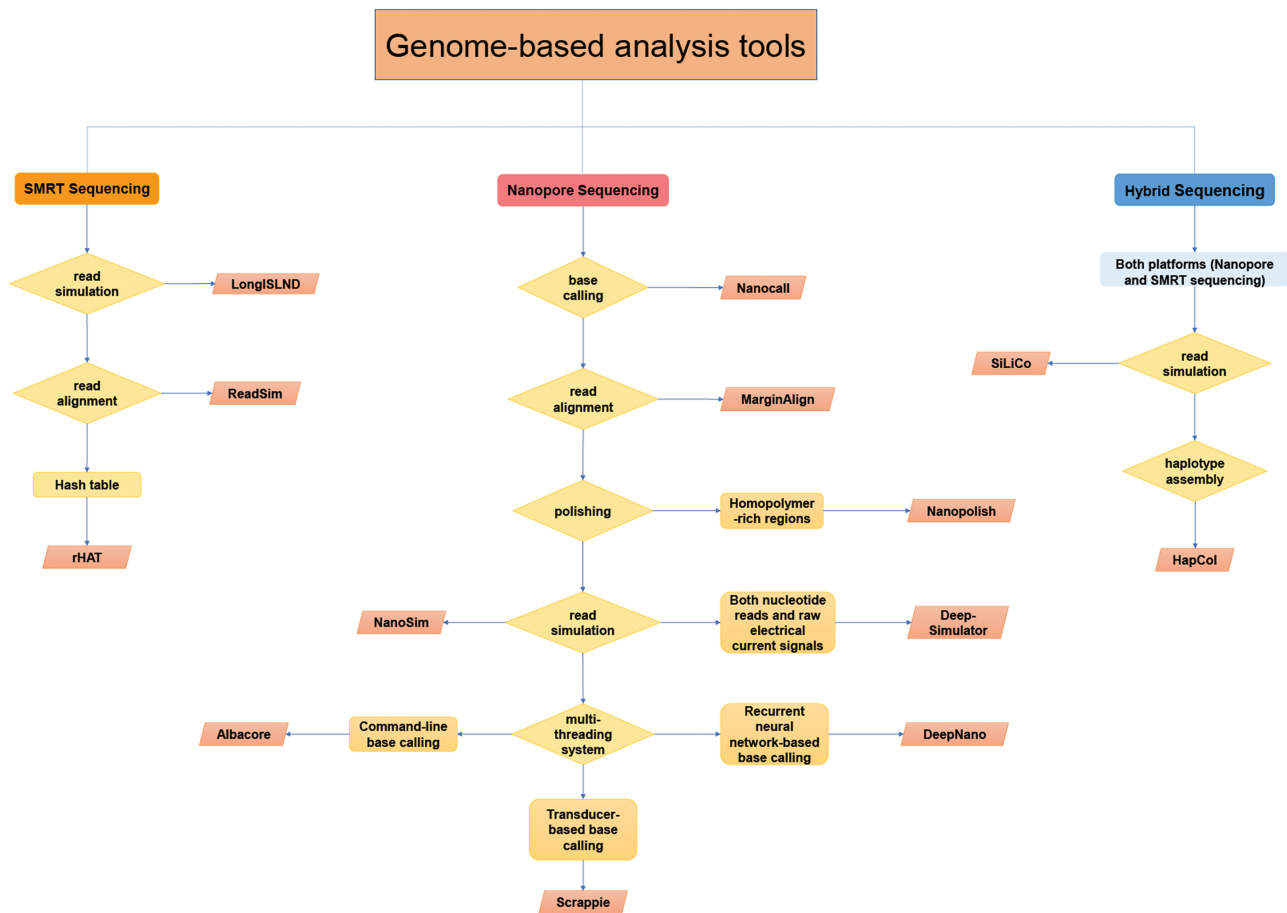 Genome-based analysis tools
SMRT Sequencing
read
simulation
LongISLND
read
alignment
ReadSim
Hash table
rHAT
Nanopore Sequencing
base
calling
Nanocall
read
alignment
MarginAlign
polishing
Homopolymer
-rich regions
Nanopolish
NanoSim
read
simulation
Both nucleotide
reads and raw
electrical
current signals
Deep-
Simulator
Albacore
Command-line
base calling
multi-
threading
system
Recurrent
neural
network-based
base calling
DeepNano
Transducer-
based base
calling
Scrappie
Hybrid Sequencing
Both platforms (Nanopore
and SMRT sequencing)
SiLiCo
read
simulation
haplotype
assembly
HapCol